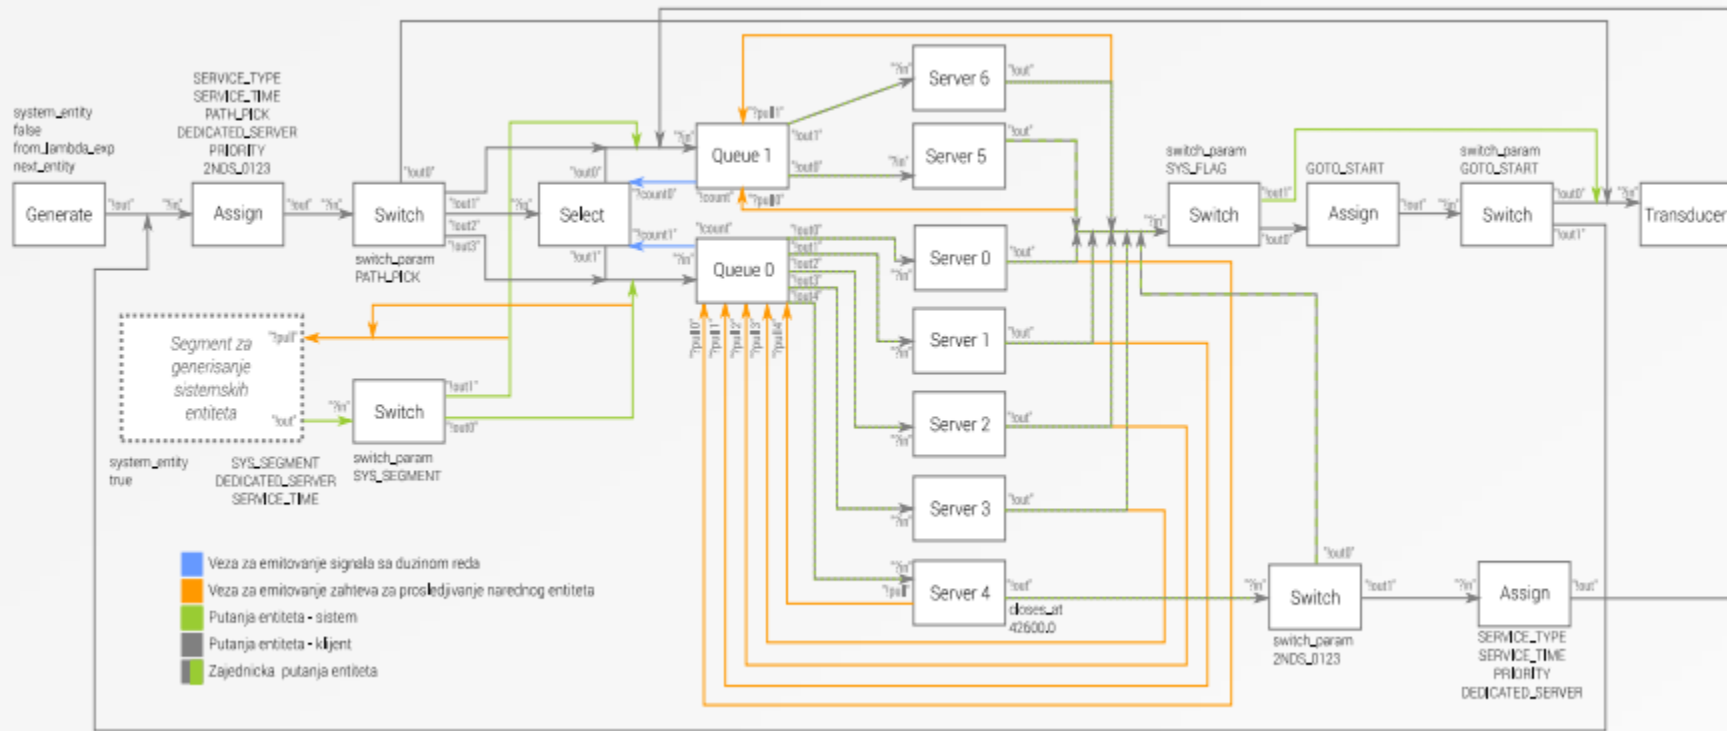 system_entity
false
from_lambda_exp
next_entity
Generate
"!out"
SERVICE_TYPE
SERVICE_TIME
PATH_PICK
DEDICATED_SERVER
PRIORITY
2NDS_0123
"?in"
Assign
"!out"
"?in"
Switch
"!out0"
"!out1"
"!out2"
"!out3"
switch_param
PATH_PICK
"?in"
Select
"!out0"
"!out1"
"?count0"
"?count1"
"?in"
Queue 1
"?pull1"
"!out1"
"!out0"
"?pull0"
"!count"
"!count"
"?in"
Queue 0
"!out0"
"!out1"
"!out2"
"!out3"
"!out4"
"?pull0"
"?pull1"
"?pull2"
"?pull3"
"?pull4"
"?in"
Server 6
"!out"
"?in"
Server 5
"!out"
"?in"
Server 0
"!out"
"?in"
Server 1
"!out"
"?in"
Server 2
"!out"
"?in"
Server 3
"!out"
"?in"
"!pull"
Server 4
"!out"
closes_at
42600.0
switch_param
SYS_FLAG
"?in"
Switch
"!out1"
"!out0"
GOTO_START
Assign
"!out"
"?in"
switch_param
GOTO_START
Switch
"!out0"
"!out1"
"?in"
Transducer
Segment za
generisanje
sistemskih
entiteta
"?pull"
"!out"
system_entity
true
SYS_SEGMENT
DEDICATED_SERVER
SERVICE_TIME
"?in"
Switch
"!out1"
"!out0"
switch_param
SYS_SEGMENT
"?in"
Switch
"!out0"
"!out1"
switch_param
2NDS_0123
"?in"
Assign
"!out"
SERVICE_TYPE
SERVICE_TIME
PRIORITY
DEDICATED_SERVER
Veza za emitovanje signala sa duzinom reda
Veza za emitovanje zahteva za prosledjivanje narednog entiteta
Putanja entiteta - sistem
Putanja entiteta - klijent
Zajednicka putanja entiteta